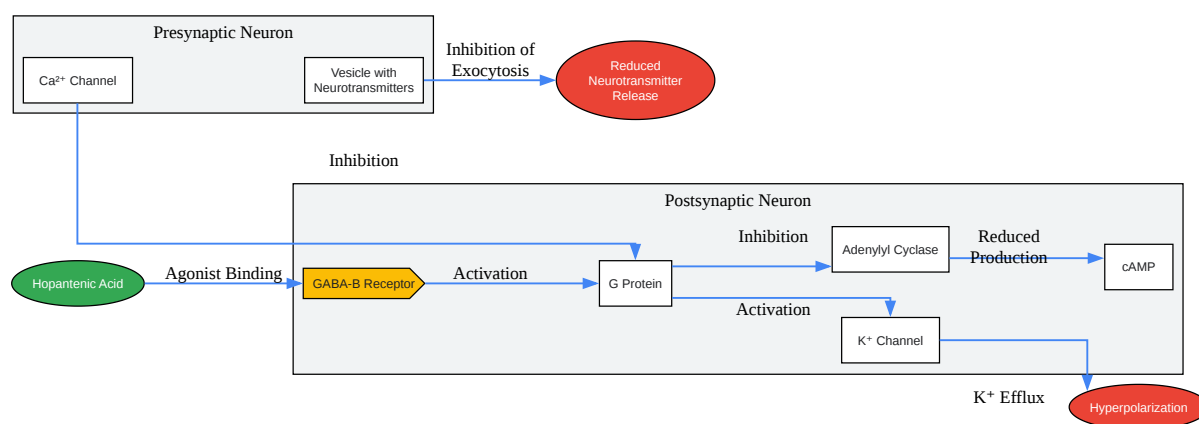 Presynaptic Neuron
Ca²⁺ Channel
Vesicle with
Neurotransmitters
Inhibition of
Exocytosis
Reduced
Neurotransmitter
Release
Inhibition
Postsynaptic Neuron
Hopantenic Acid
Agonist Binding
GABA-B Receptor
Activation
G Protein
Inhibition
Adenylyl Cyclase
Reduced
Production
cAMP
Activation
K⁺ Channel
K⁺ Efflux
Hyperpolarization